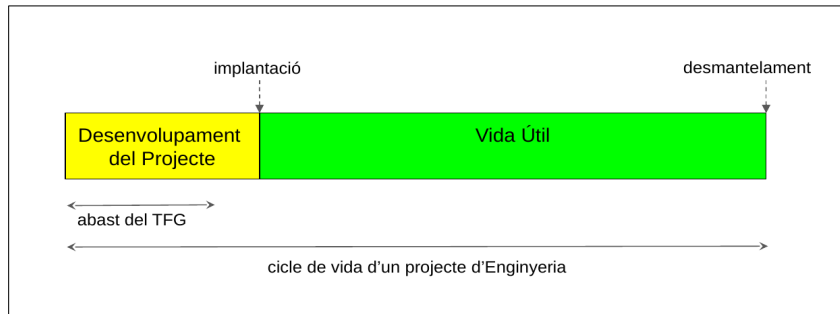 implantació
desmantelament
Desenvolupament
del Projecte
Vida Útil
abast del TFG
cicle de vida d’un projecte d’Enginyeria